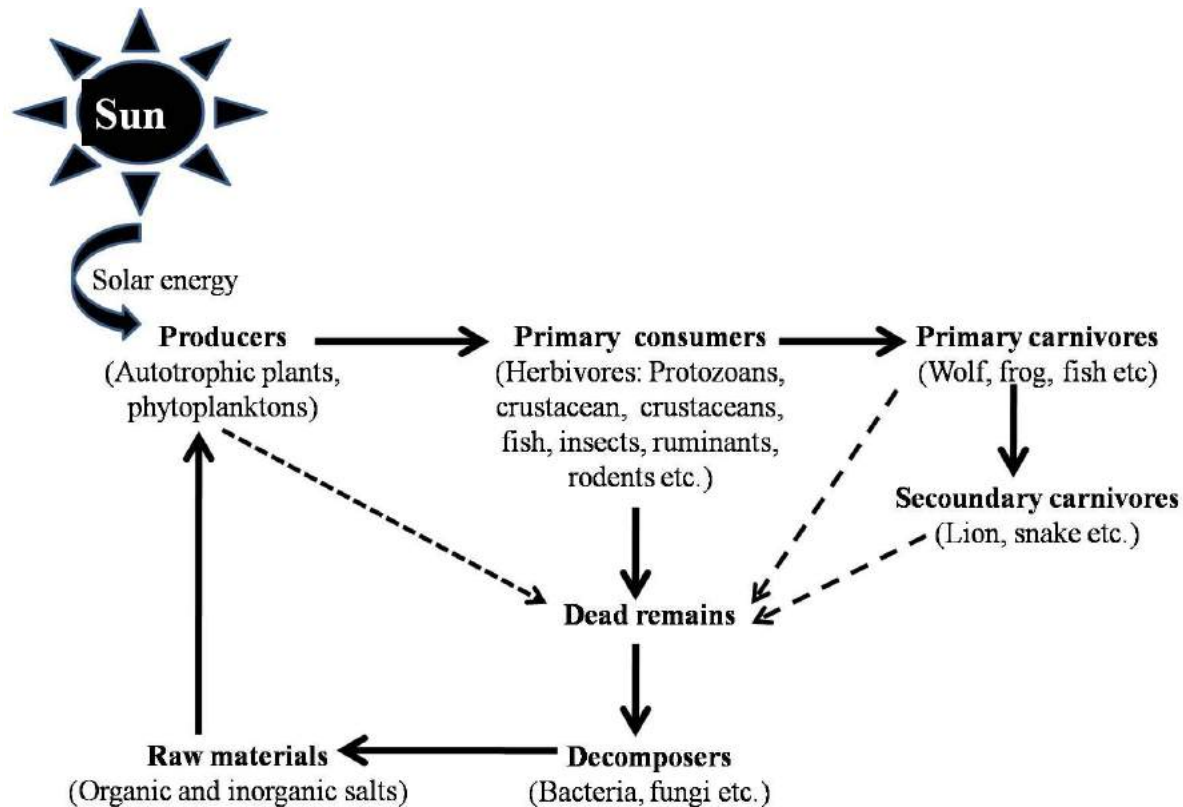 Sun
Solar energy
Producers
(Autotrophic plants,
phytoplanktons)
Primary consumers
(Herbivores: Protozoans,
crustacean, crustaceans,
fish, insects, ruminants,
rodents etc.)
Primary carnivores
(Wolf, frog, fish etc)
Secoundary carnivores
(Lion, snake etc.)
Dead remains
Raw materials
(Organic and inorganic salts)
Decomposers
(Bacteria, fungi etc.)